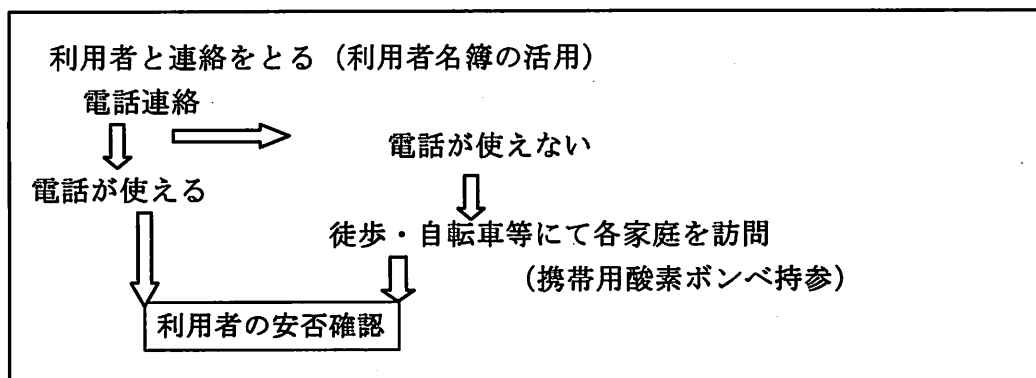 利用者と連絡をとる（利用者名簿の活用）
電話連絡
電話が使えない
電話が使える
徒歩・自転車等にて各家庭を訪問
（携帯用酸素ボンベ持参）
利用者の安否確認